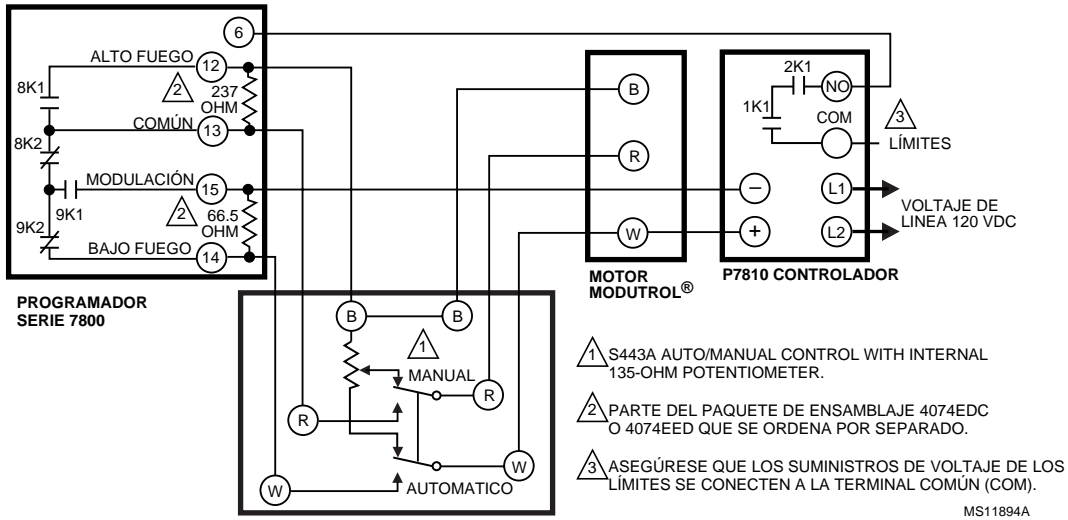 6
ALTO FUEGO
12
8K1
2
237
OHM
COMÚN
13
8K2
MODULACIÓN
15
9K1
2
66.5
OHM
9K2
BAJO FUEGO
14
PROGRAMADOR
SERIE 7800
B
R
W
MOTOR
MODUTROL®
2K1
NO
1K1
COM
3
LÍMITES
–
L1
+
L2
VOLTAJE DE
LINEA 120 VDC
P7810 CONTROLADOR
B
B
1
MANUAL
R
R
W
W
AUTOMATICO
1 S443A AUTO/MANUAL CONTROL WITH INTERNAL
135-OHM POTENTIOMETER.
2 PARTE DEL PAQUETE DE ENSAMBLAJE 4074EDC
O 4074EED QUE SE ORDENA POR SEPARADO.
3 ASEGÚRESE QUE LOS SUMINISTROS DE VOLTAJE DE LOS
LÍMITES SE CONECTEN A LA TERMINAL COMÚN (COM).
MS11894A